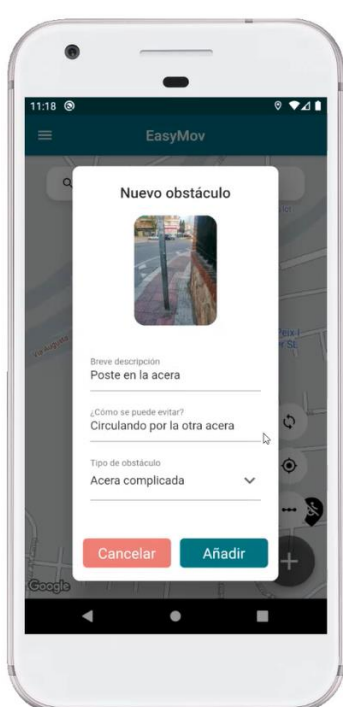 11:18
EasyMov
Nuevo obstáculo
Breve descripción
Poste en la acera
¿Cómo se puede evitar?
Circulando por la otra acera
Tipo de obstáculo
Acera complicada
Cancelar
Añadir
Google